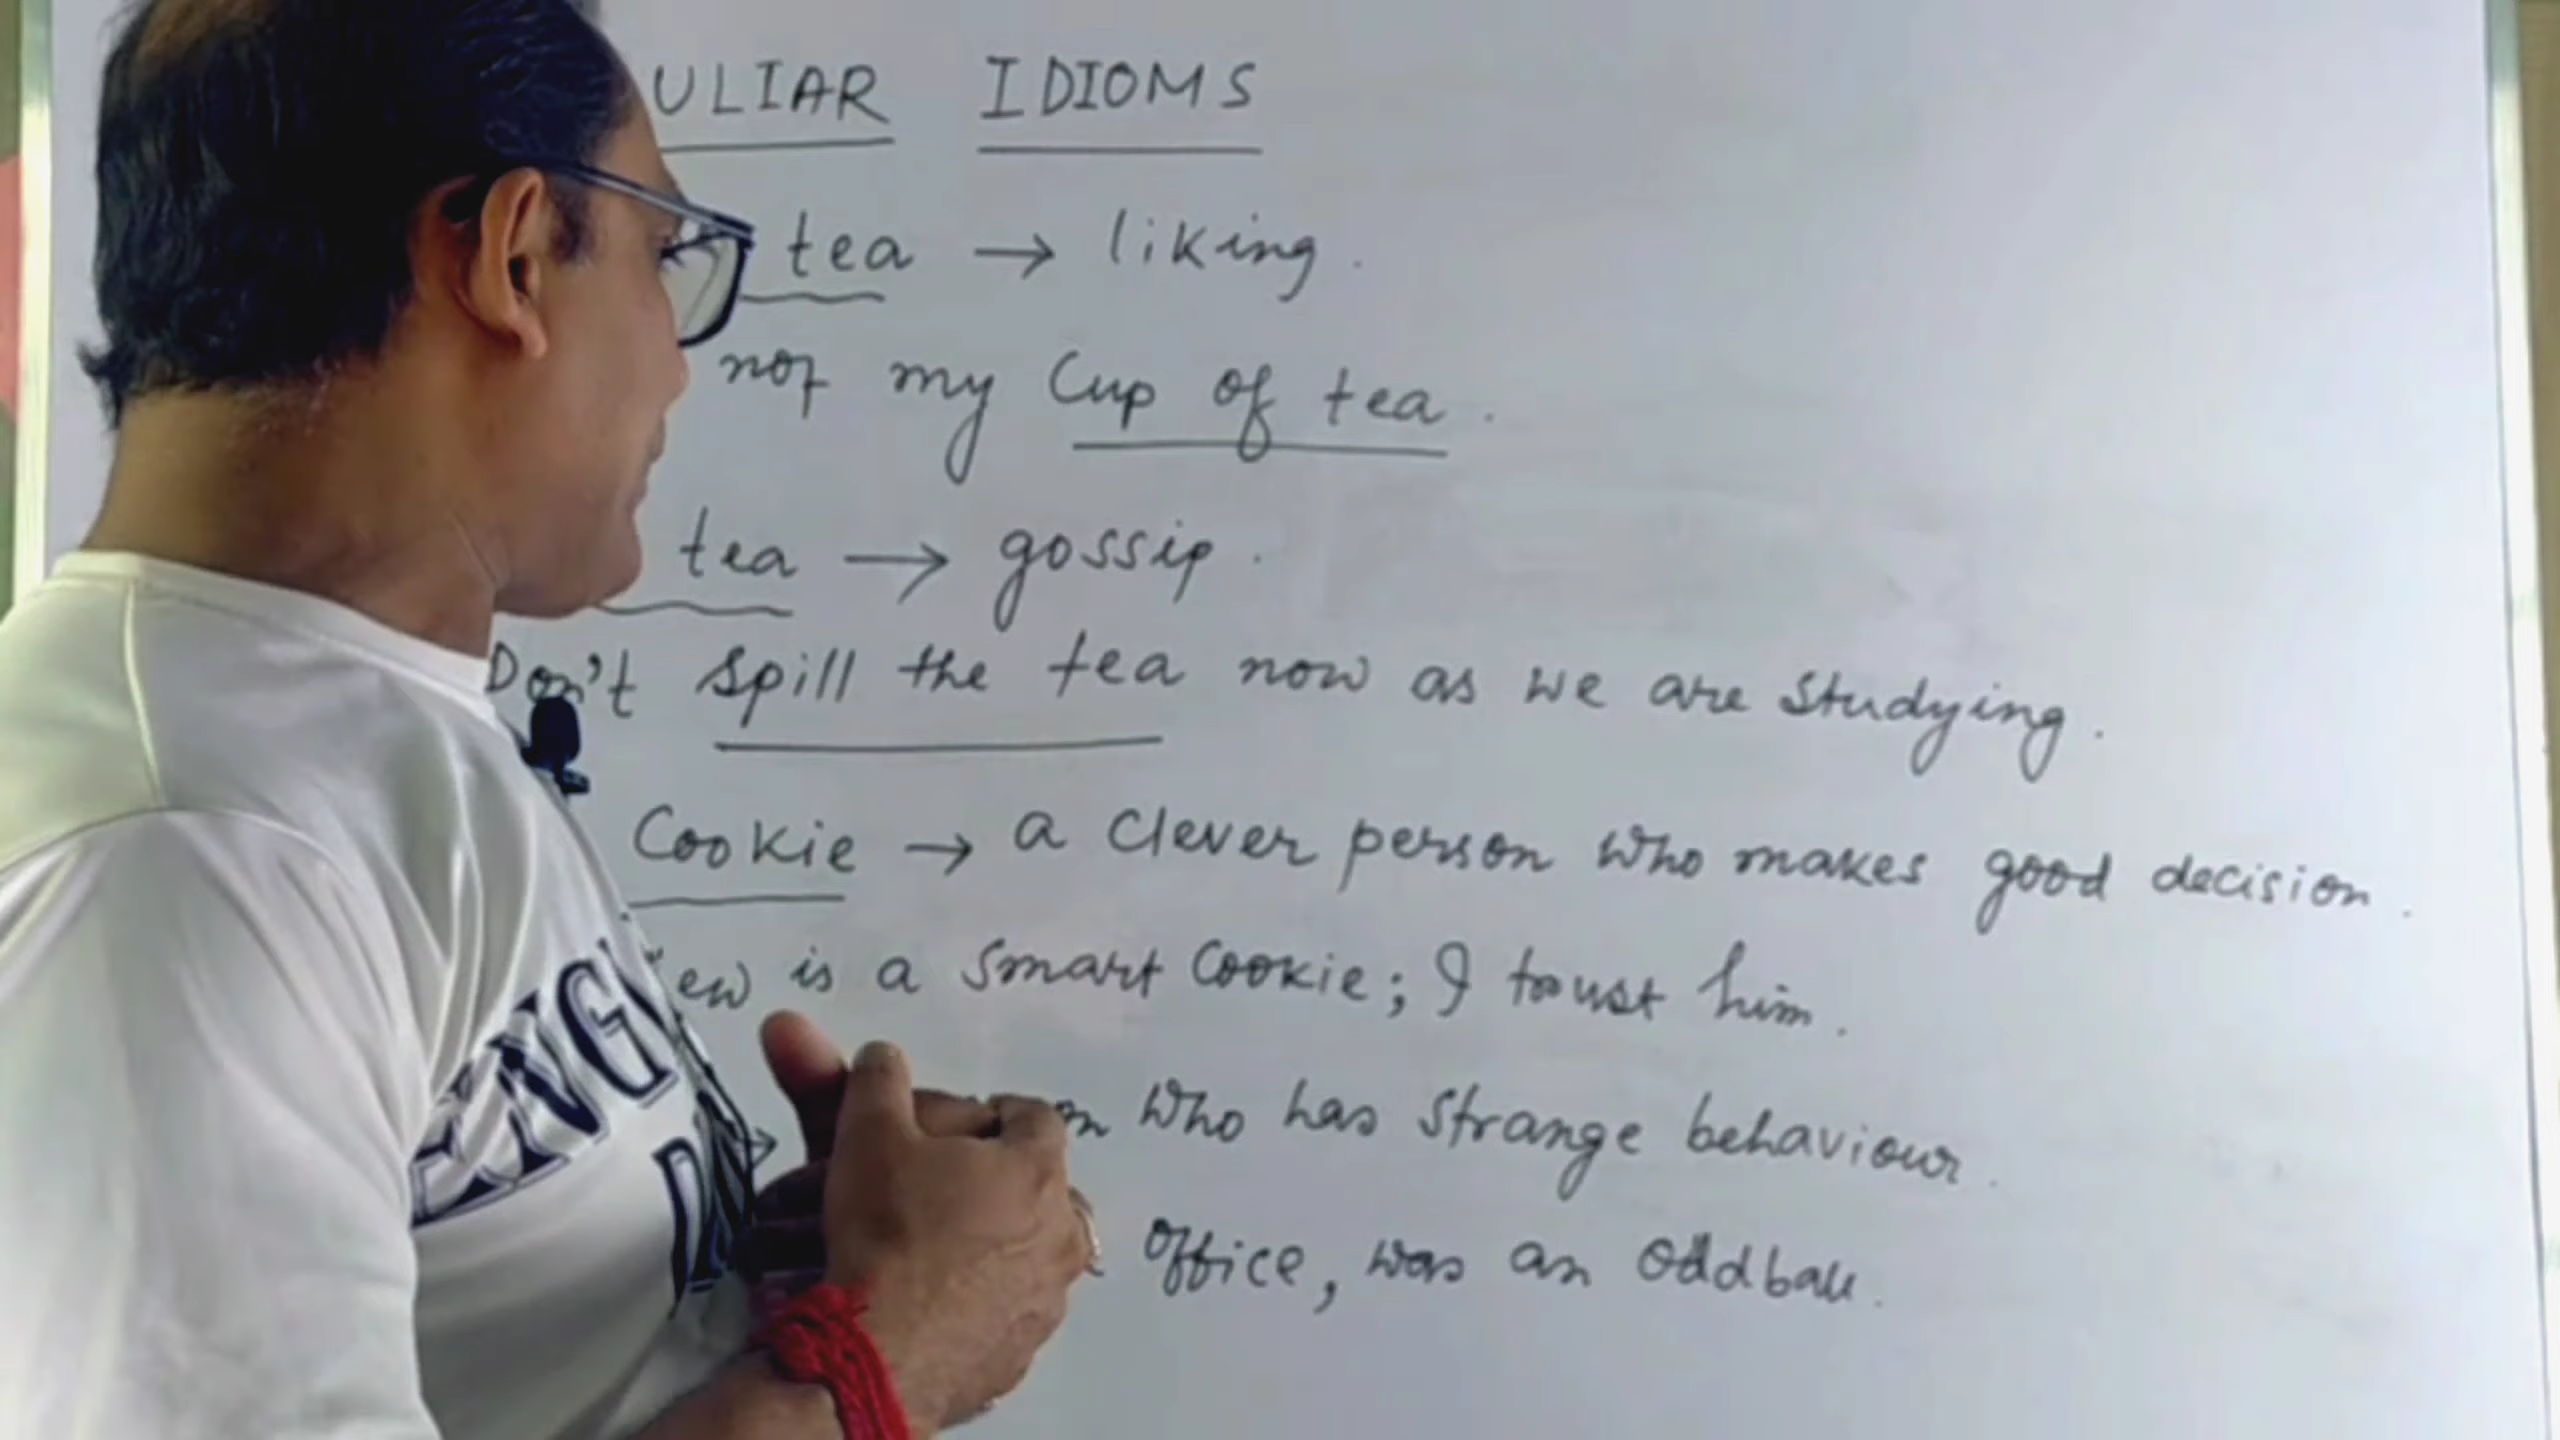 ULIAR IDIOMS
tea → liking.
not my Cup of tea.
tea → gossip.
Don't spill the tea now as we are studying.
Cookie → a clever person who makes good decision.
ew is a smart cookie; I trust him.
→ who has strange behaviour.
office, was an oddball.
ENG